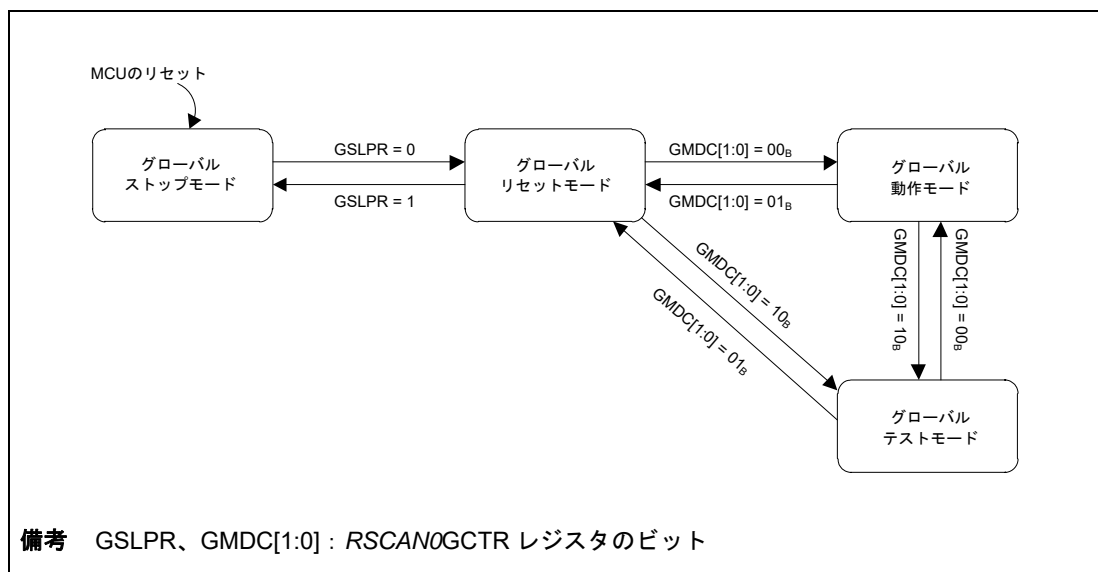 MCUのリセット
グローバル
ストップモード
GSLPR = 0
GSLPR = 1
グローバル
リセットモード
GMDC[1:0] = 00B
GMDC[1:0] = 01B
グローバル
動作モード
GMDC[1:0] = 10B
GMDC[1:0] = 01B
GMDC[1:0] = 10B
GMDC[1:0] = 00B
グローバル
テストモード
備考 GSLPR、GMDC[1:0]：RSCAN0GCTR レジスタのビット